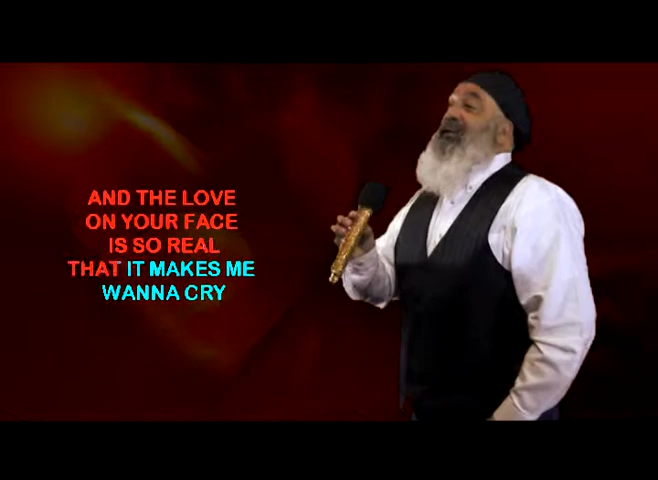 AND THE LOVE
ON YOUR FACE
IS SO REAL
THAT IT MAKES ME
WANNA CRY